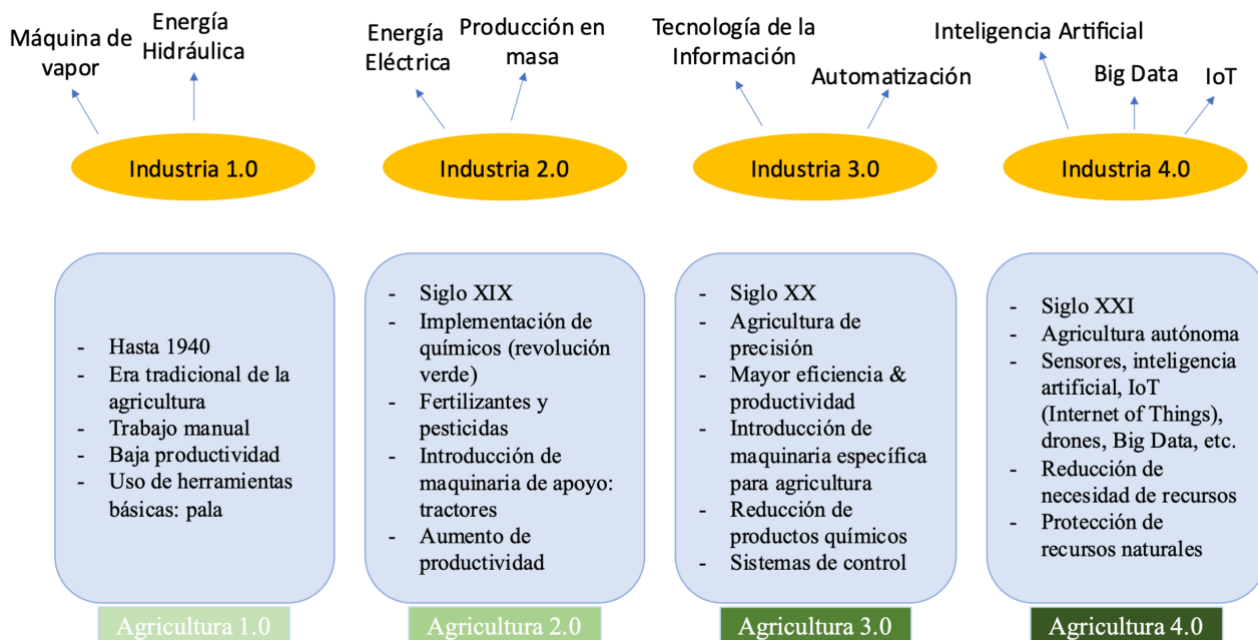 Máquina de
vapor
Energía
Hidráulica
Energía
Eléctrica
Producción en
masa
Tecnología de la
Información
Automatización
Inteligencia Artificial
Big Data
IoT
Industria 1.0
Industria 2.0
Industria 3.0
Industria 4.0
- Hasta 1940
- Era tradicional de la
agricultura
- Trabajo manual
- Baja productividad
- Uso de herramientas
básicas: pala
- Siglo XIX
- Implementación de
químicos (revolución
verde)
- Fertilizantes y
pesticidas
- Introducción de
maquinaria de apoyo:
tractores
- Aumento de
productividad
- Siglo XX
- Agricultura de
precisión
- Mayor eficiencia &
productividad
- Introducción de
maquinaria específica
para agricultura
- Reducción de
productos químicos
- Sistemas de control
- Siglo XXI
- Agricultura autónoma
- Sensores, inteligencia
artificial, IoT
(Internet of Things),
drones, Big Data, etc.
- Reducción de
necesidad de recursos
- Protección de
recursos naturales
Agricultura 1.0
Agricultura 2.0
Agricultura 3.0
Agricultura 4.0